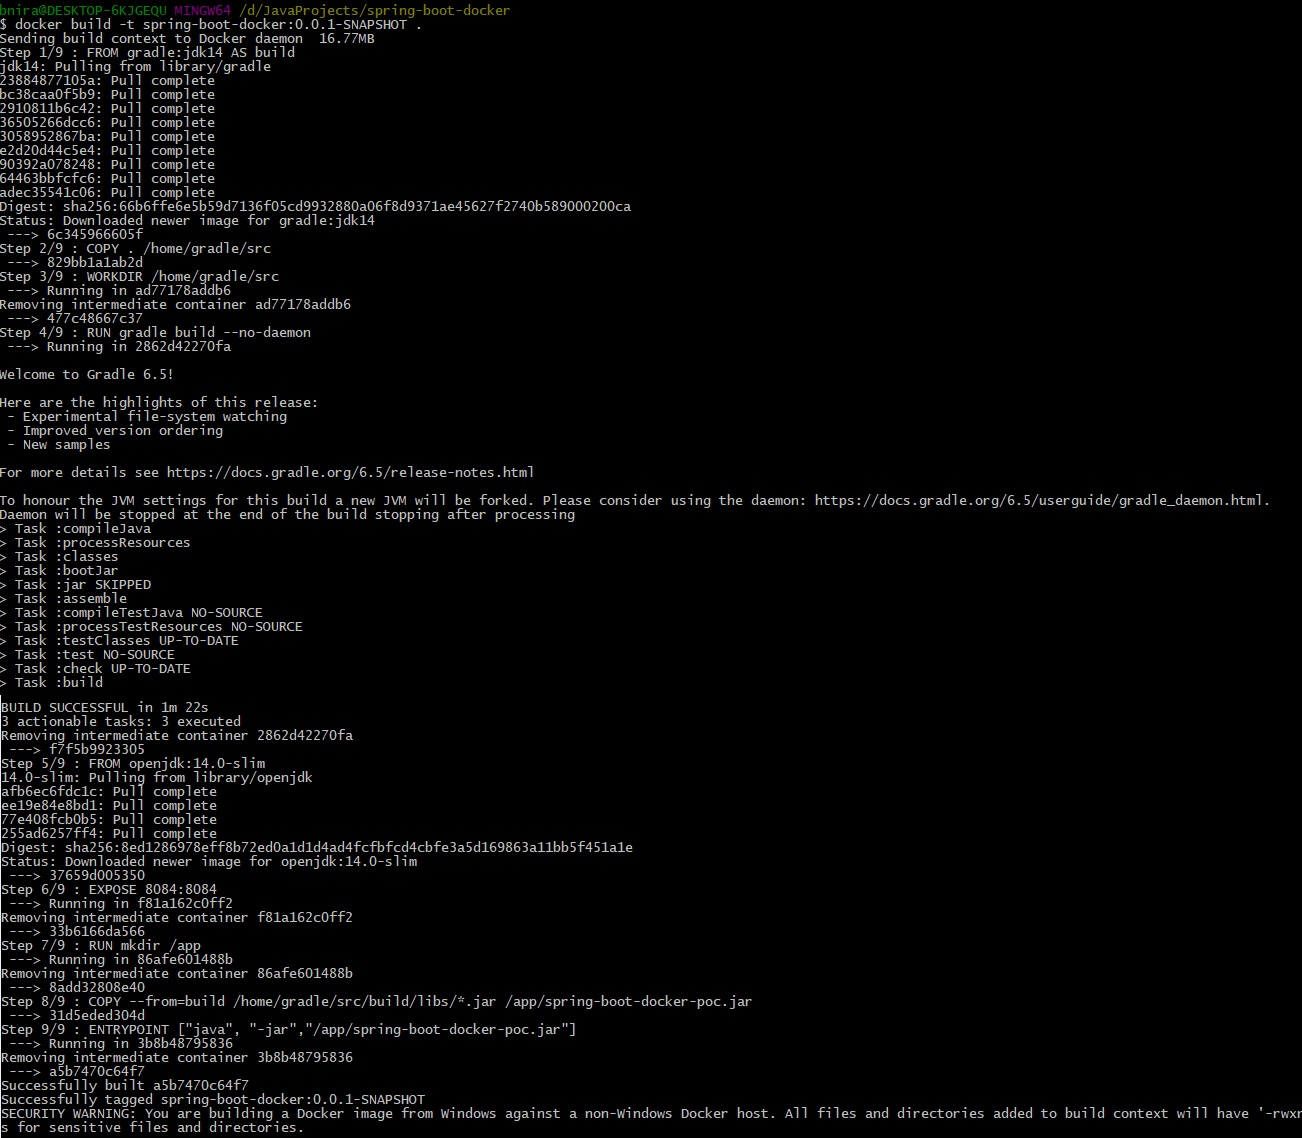 bnira@DESKTOP-6KJGEQU MINGW64 /d/JavaProjects/spring-boot-docker
$ docker build -t spring-boot-docker:0.0.1-SNAPSHOT .
Sending build context to Docker daemon  16.77MB
Step 1/9 : FROM gradle:jdk14 AS build
jdk14: Pulling from library/gradle
23884877105a: Pull complete
bc38caa0f5b9: Pull complete
2910811b6c42: Pull complete
36505266dcc6: Pull complete
3058952867ba: Pull complete
e2d20d44c5e4: Pull complete
90392a078248: Pull complete
64463bbfcfc6: Pull complete
adec35541c06: Pull complete
Digest: sha256:66b6ffe6e5b59d7136f05cd9932880a06f8d9371ae45627f2740b589000200ca
Status: Downloaded newer image for gradle:jdk14
 ---> 6c345966605f
Step 2/9 : COPY . /home/gradle/src
 ---> 829bb1a1ab2d
Step 3/9 : WORKDIR /home/gradle/src
 ---> Running in ad77178addb6
Removing intermediate container ad77178addb6
 ---> 477c48667c37
Step 4/9 : RUN gradle build --no-daemon
 ---> Running in 2862d42270fa
Welcome to Gradle 6.5!
Here are the highlights of this release:
 - Experimental file-system watching
 - Improved version ordering
 - New samples
For more details see https://docs.gradle.org/6.5/release-notes.html
To honour the JVM settings for this build a new JVM will be forked. Please consider using the daemon: https://docs.gradle.org/6.5/userguide/gradle_daemon.html.
Daemon will be stopped at the end of the build stopping after processing
> Task :compileJava
> Task :processResources
> Task :classes
> Task :bootJar
> Task :jar SKIPPED
> Task :assemble
> Task :compileTestJava NO-SOURCE
> Task :processTestResources NO-SOURCE
> Task :testClasses UP-TO-DATE
> Task :test NO-SOURCE
> Task :check UP-TO-DATE
> Task :build
BUILD SUCCESSFUL in 1m 22s
3 actionable tasks: 3 executed
Removing intermediate container 2862d42270fa
 ---> f7f5b9923305
Step 5/9 : FROM openjdk:14.0-slim
14.0-slim: Pulling from library/openjdk
afb6ec6fdc1c: Pull complete
ee19e84e8bd1: Pull complete
77e408fcb0b5: Pull complete
255ad6257ff4: Pull complete
Digest: sha256:8ed1286978eff8b72ed0a1d1d4ad4fcfbfcd4cbfe3a5d169863a11bb5f451a1e
Status: Downloaded newer image for openjdk:14.0-slim
 ---> 37659d005350
Step 6/9 : EXPOSE 8084:8084
 ---> Running in f81a162c0ff2
Removing intermediate container f81a162c0ff2
 ---> 33b6166da566
Step 7/9 : RUN mkdir /app
 ---> Running in 86afe601488b
Removing intermediate container 86afe601488b
 ---> 8add32808e40
Step 8/9 : COPY --from=build /home/gradle/src/build/libs/*.jar /app/spring-boot-docker-poc.jar
 ---> 31d5eded304d
Step 9/9 : ENTRYPOINT ["java", "-jar","/app/spring-boot-docker-poc.jar"]
 ---> Running in 3b8b48795836
Removing intermediate container 3b8b48795836
 ---> a5b7470c64f7
Successfully built a5b7470c64f7
Successfully tagged spring-boot-docker:0.0.1-SNAPSHOT
SECURITY WARNING: You are building a Docker image from Windows against a non-Windows Docker host. All files and directories added to build context will have '-rwxr
s for sensitive files and directories.